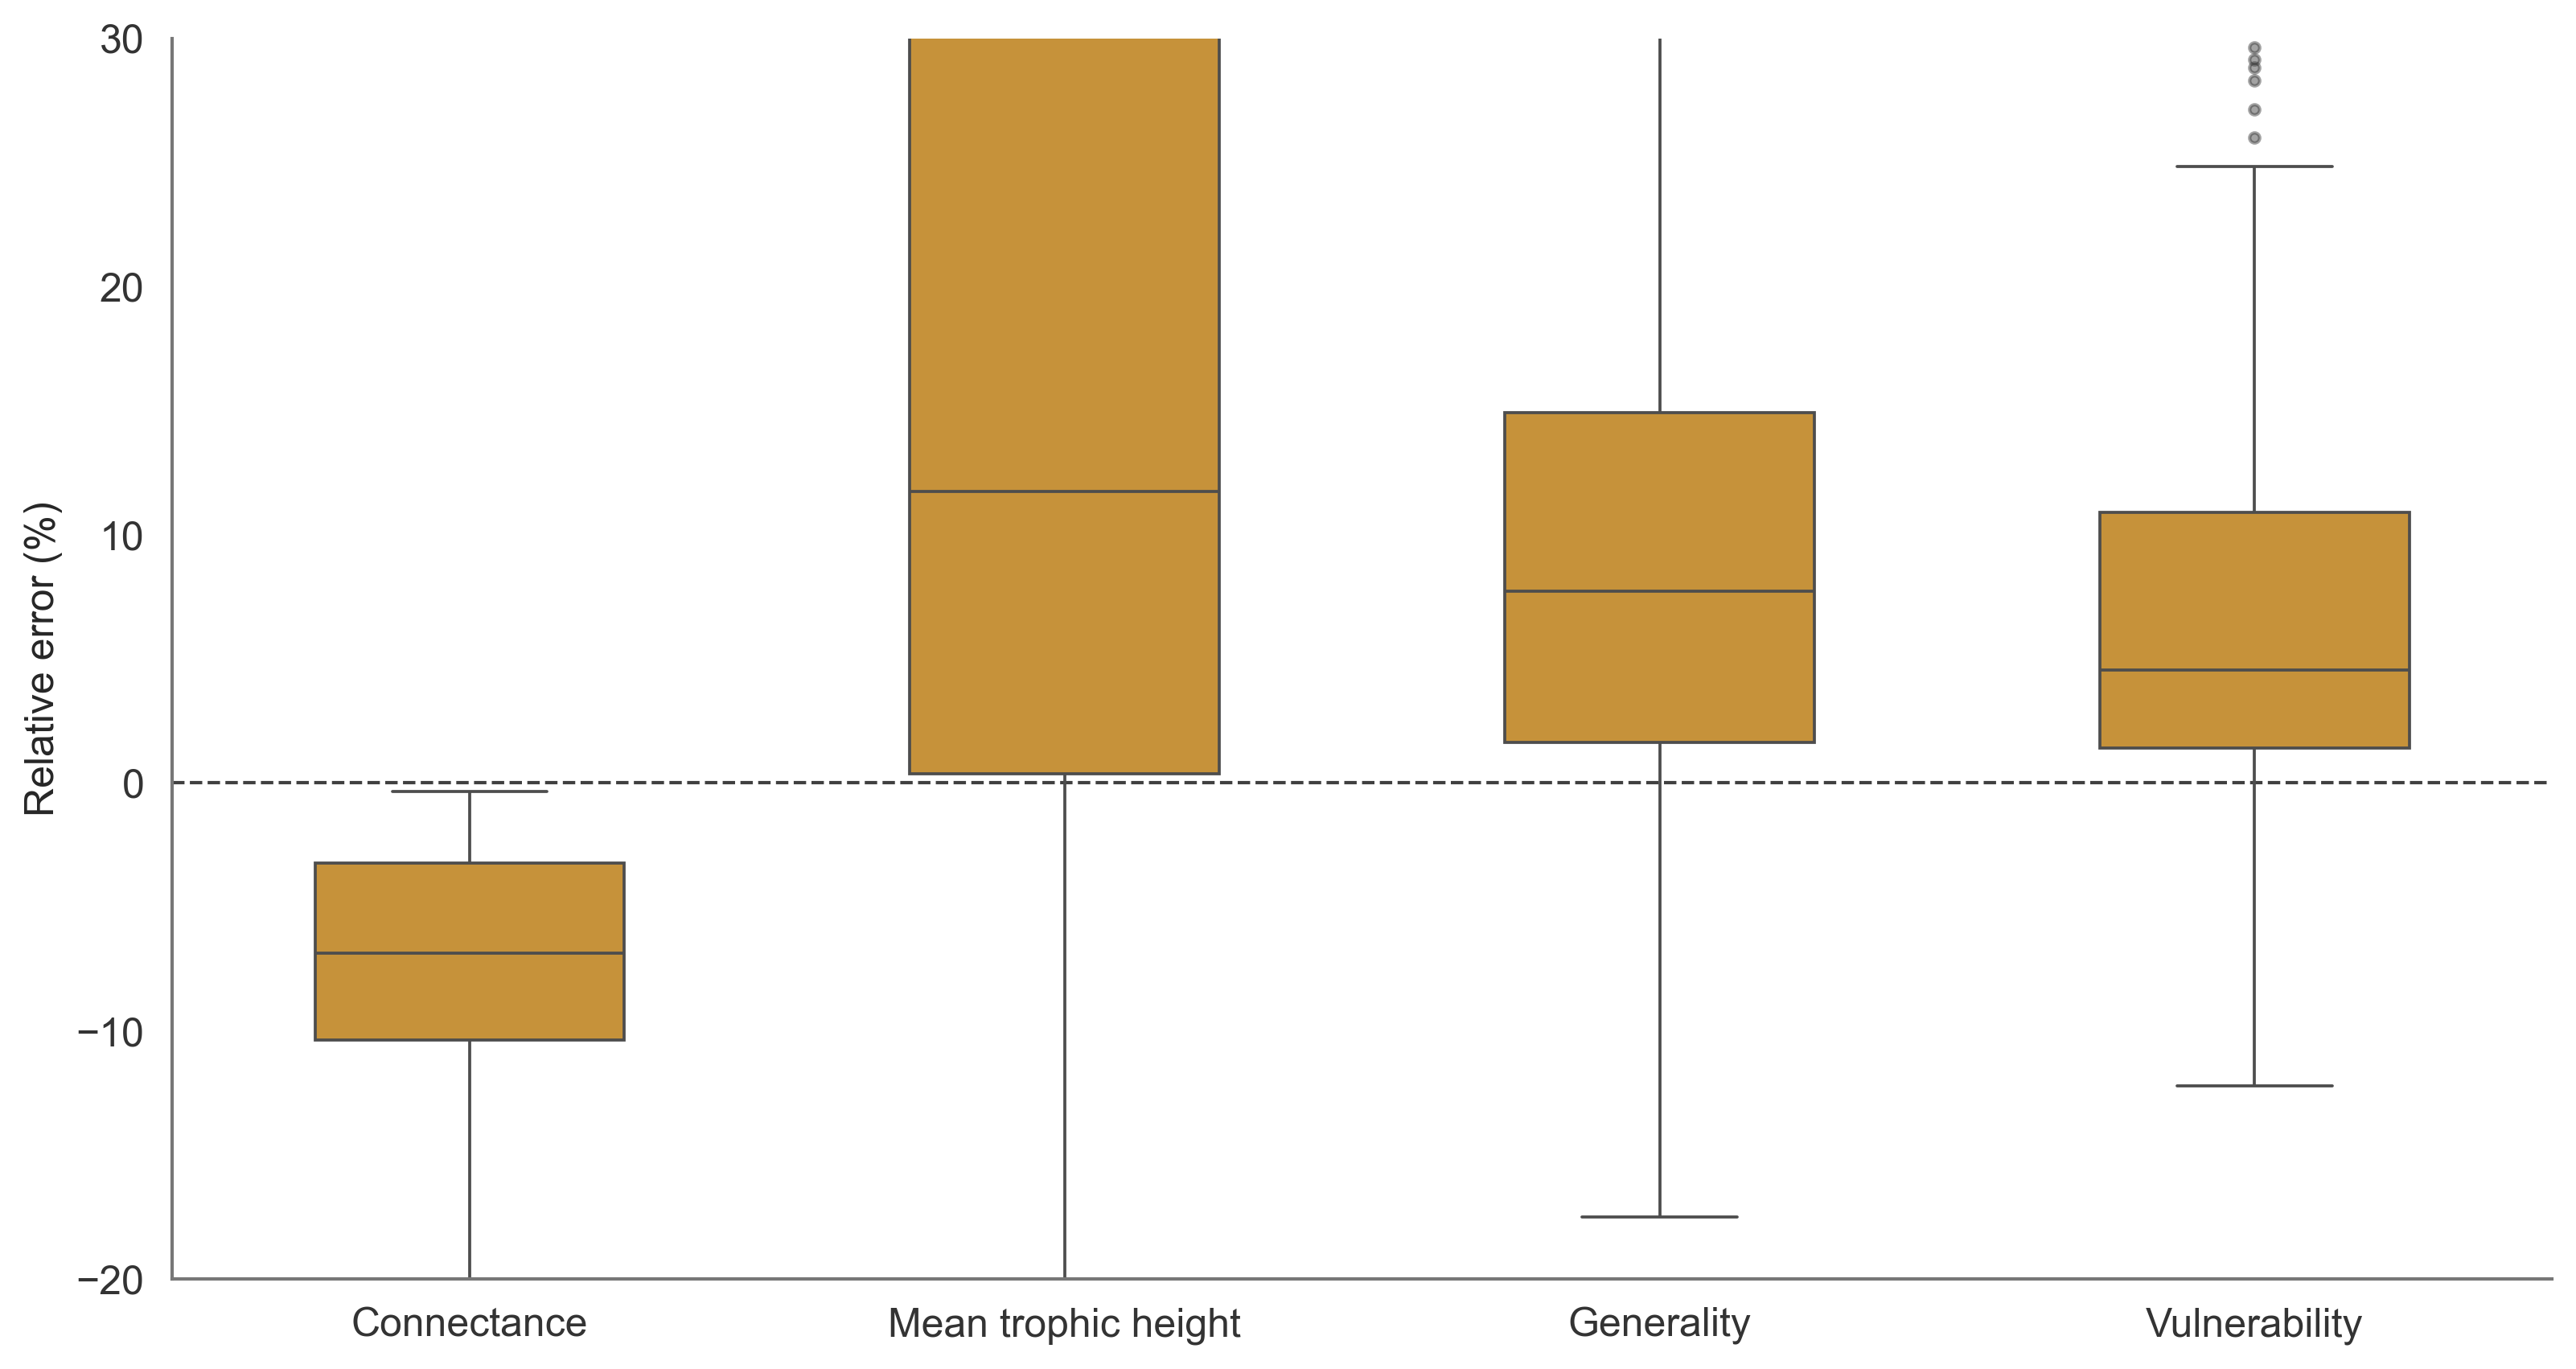 30
20
10
0
−10
−20
Relative error (%)
Connectance
Mean trophic height
Generality
Vulnerability